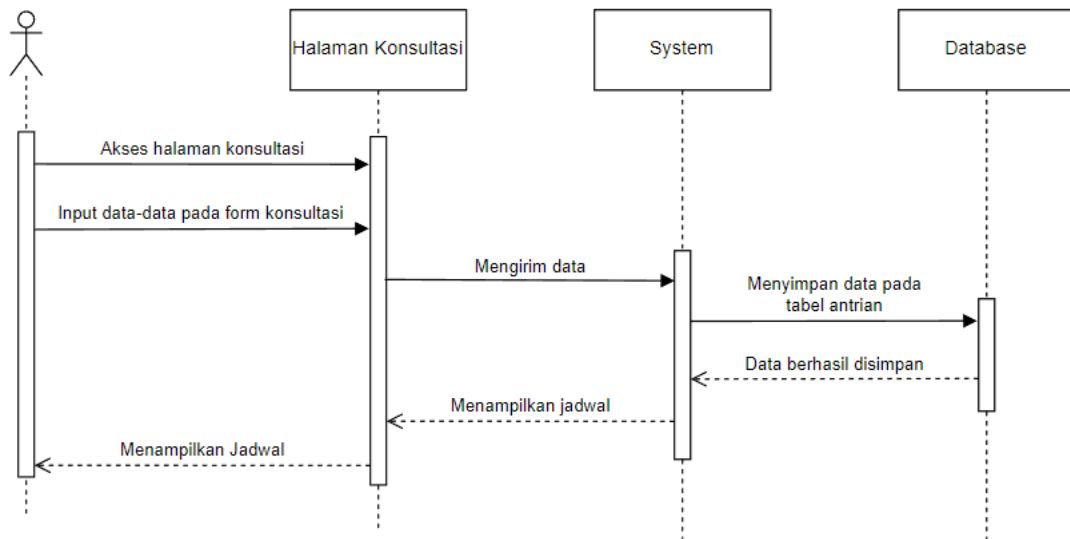 Halaman Konsultasi
System
Database
Akses halaman konsultasi
Input data-data pada form konsultasi
Mengirim data
Menyimpan data pada
tabel antrian
Data berhasil disimpan
Menampilkan jadwal
Menampilkan Jadwal